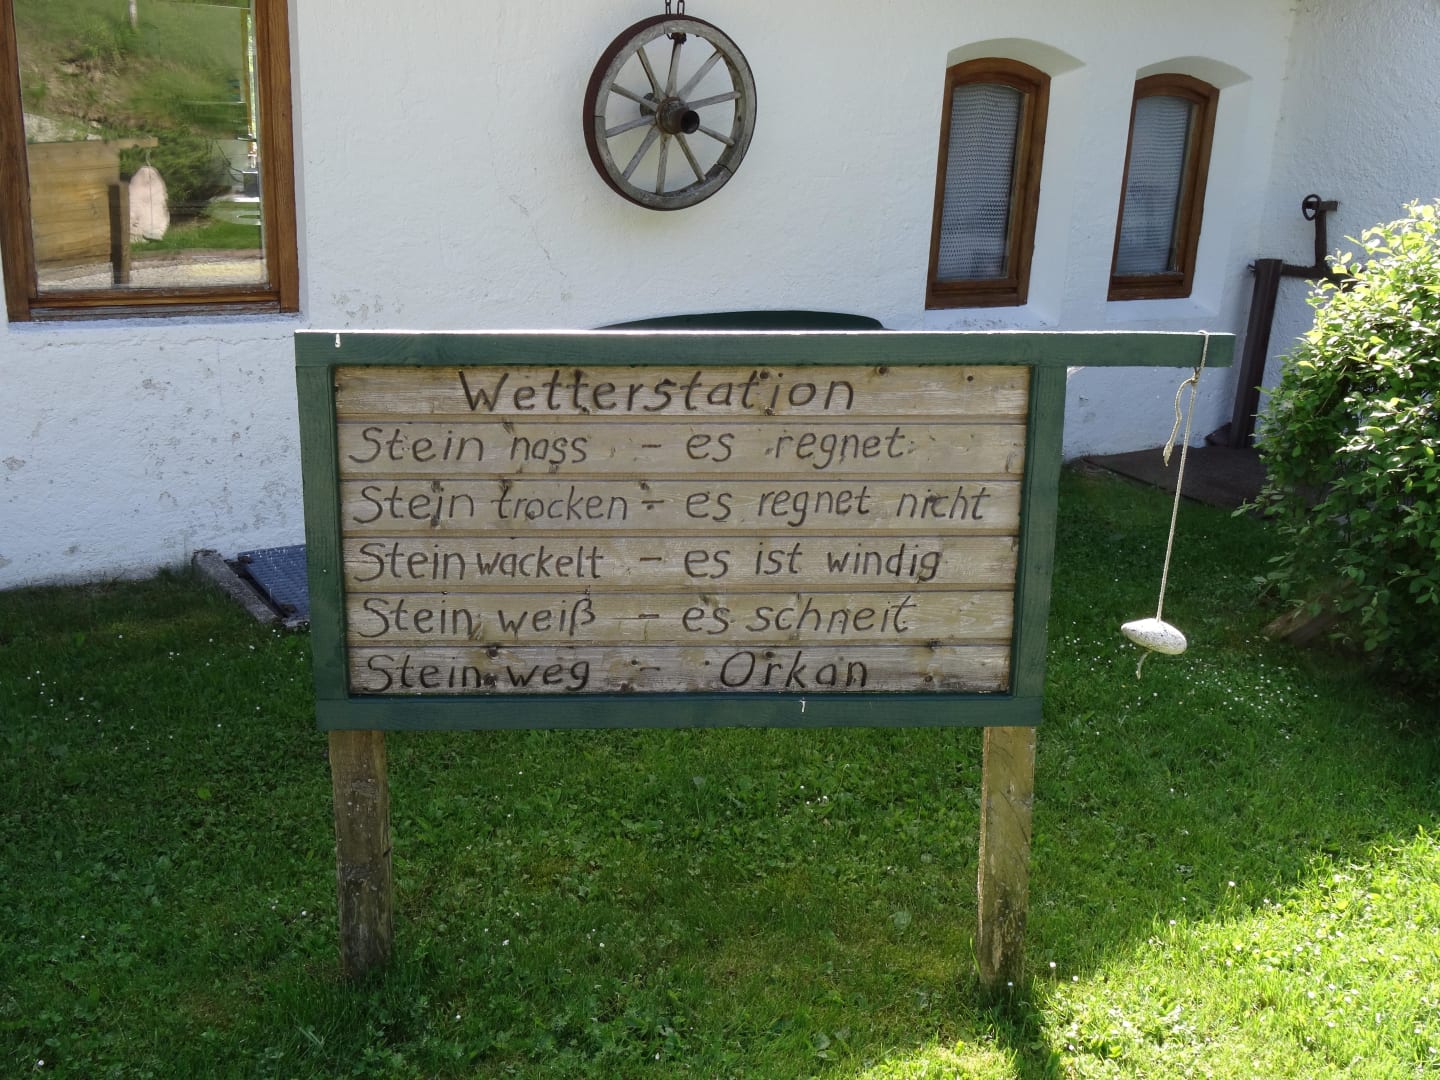 Wetterstation
Stein nass - es regnet
Stein trocken - es regnet nicht
Stein wackelt - es ist windig
Stein weiß - es schneit
Stein weg - Orkan